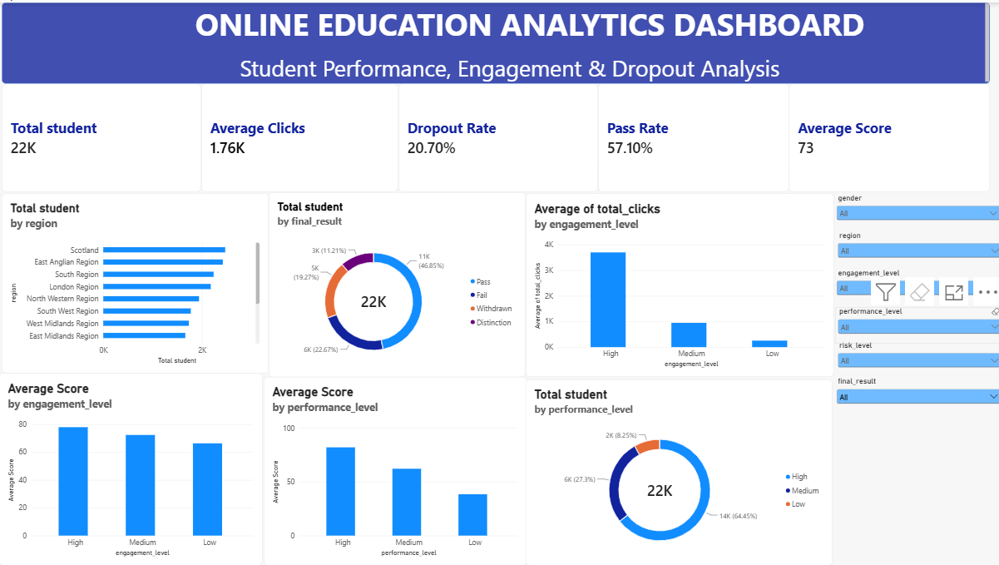 ONLINE EDUCATION ANALYTICS DASHBOARD
Student Performance, Engagement & Dropout Analysis
Total student
22K
Average Clicks
1.76K
Dropout Rate
20.70%
Pass Rate
57.10%
Average Score
73
Total student
by region
region
Scotland
East Anglian Region
South Region
London Region
North Western Region
South West Region
West Midlands Region
East Midlands Region
0K
2K
Total student
Total student
by final_result
3K (11.21%)
11K
(46.85%)
5K
(19.27%)
22K
6K (22.67%)
Pass
Fail
Withdrawn
Distinction
Average of total_clicks
by engagement_level
Average of total_clicks
4K
3K
2K
1K
0K
High
Medium
Low
engagement_level
gender
All
region
All
engagement_level
All
performance_level
All
risk_level
All
final_result
All
Average Score
by engagement_level
Average Score
80
60
40
20
0
High
Medium
Low
engagement_level
Average Score
by performance_level
Average Score
100
50
0
High
Medium
Low
performance_level
Total student
by performance_level
2K (8.25%)
6K (27.3%)
22K
14K (64.45%)
High
Medium
Low